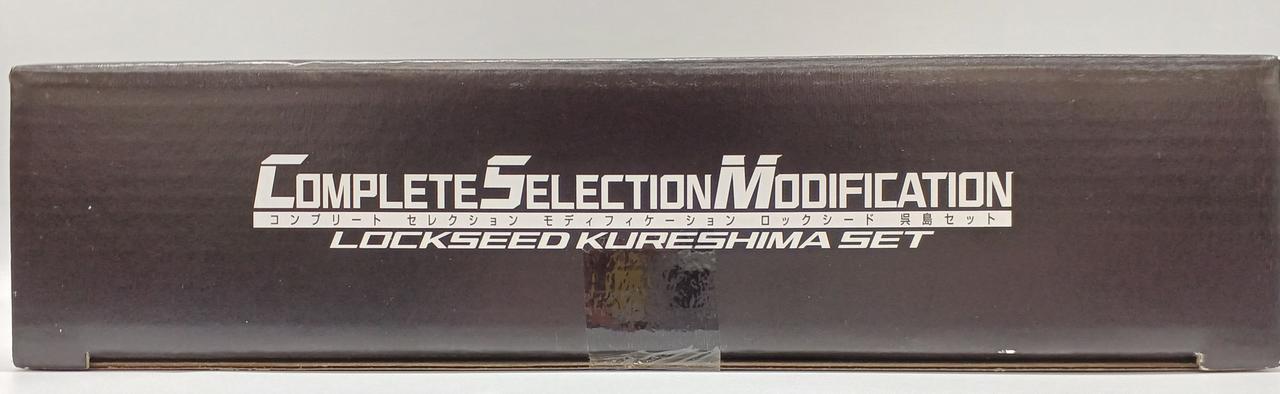 COMPLETE SELECTION MODIFICATION
コンプリート セレクション モディフィケーション ロックシード 呉島セット
LOCKSEED KURESHIMA SET